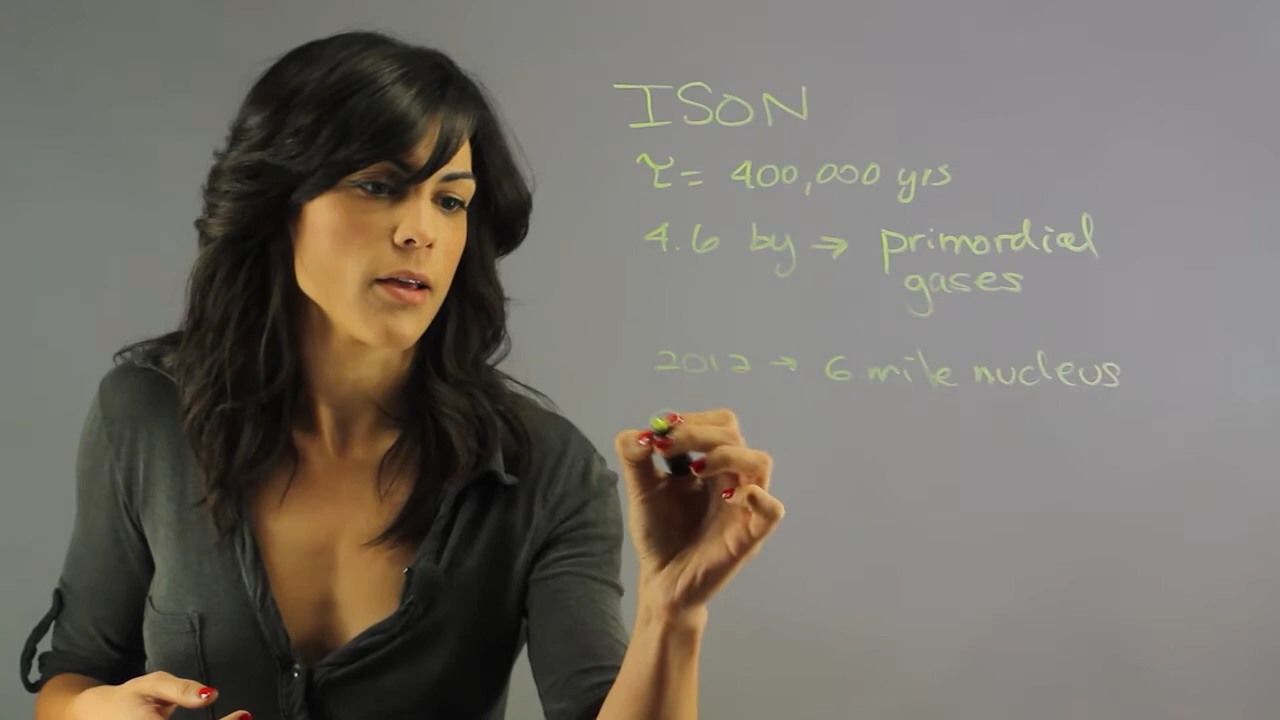 ISON
τ = 400,000 yrs
4.6 by → primordial
gases
2012 → 6 mile nucleus